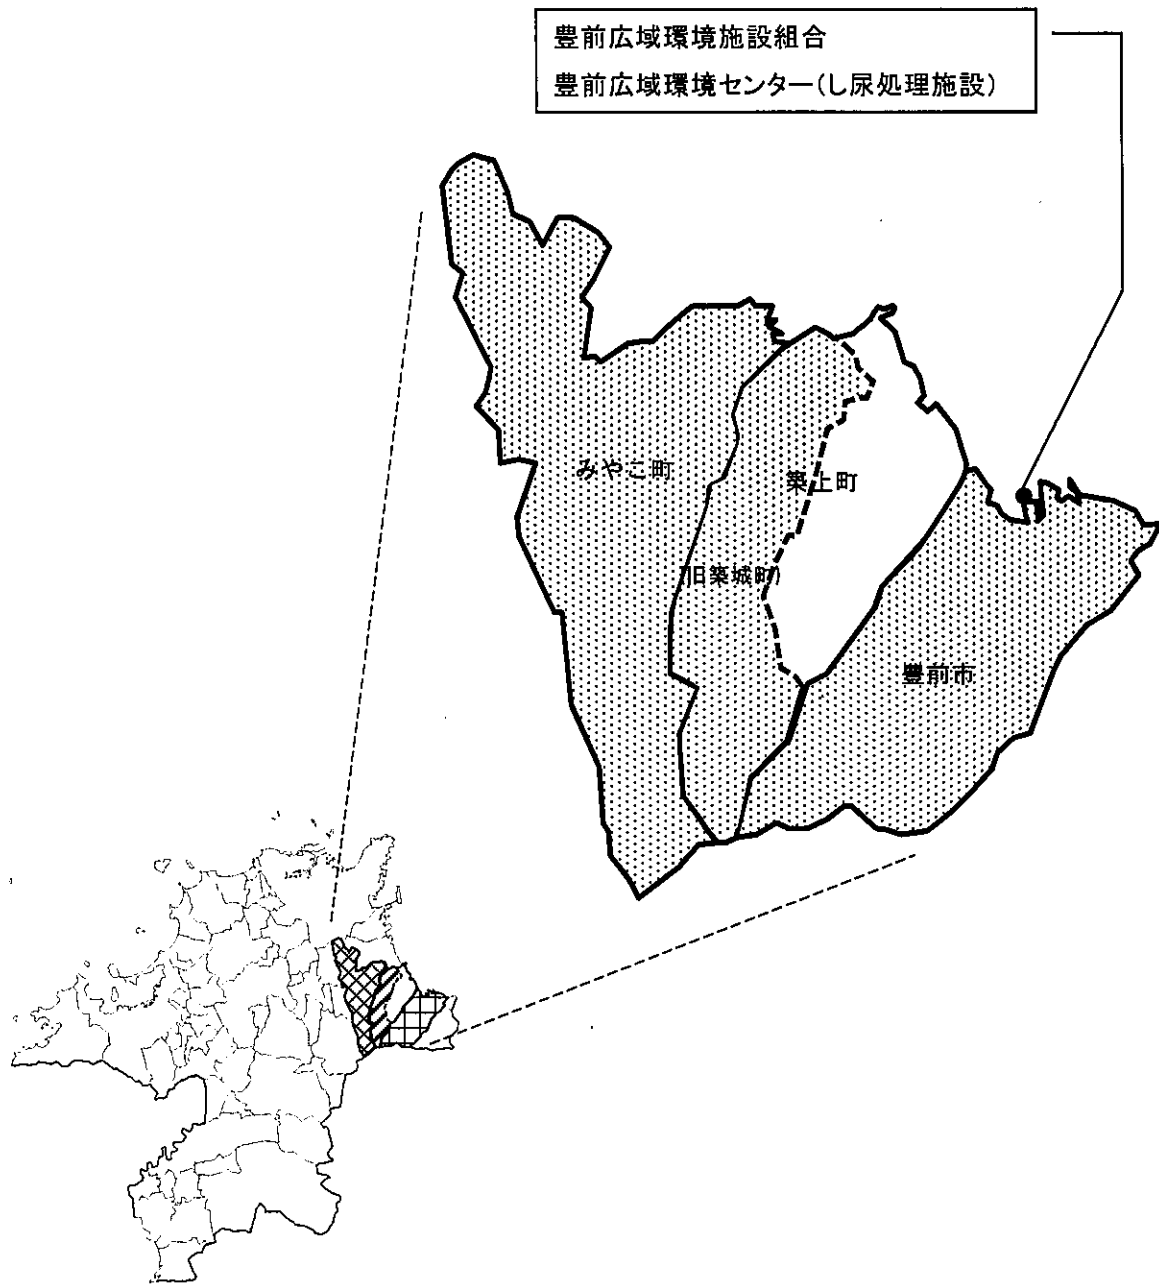 豊前広域環境施設組合
豊前広域環境センター(し尿処理施設)
みやこ町
築上町
(旧築城町)
豊前市